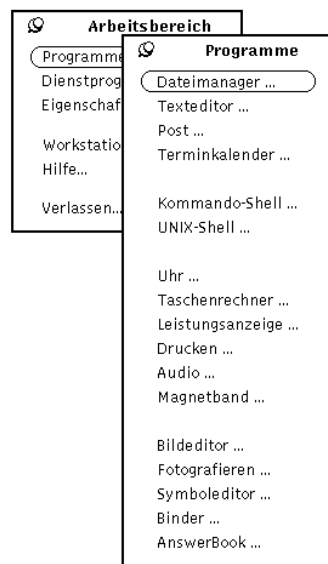 Arbeitsbereich
Programme
Dienstprog
Eigenschaf
Workstatio
Hilfe...
Verlassen...
Programme
Dateimanager ...
Texteditor ...
Post ...
Terminkalender ...
Kommando-Shell ...
UNIX-Shell ...
Uhr ...
Taschenrechner ...
Leistungsanzeige ...
Drucken ...
Audio ...
Magnetband ...
Bildeditor ...
Fotografieren ...
Symboleditor ...
Binder ...
AnswerBook ...